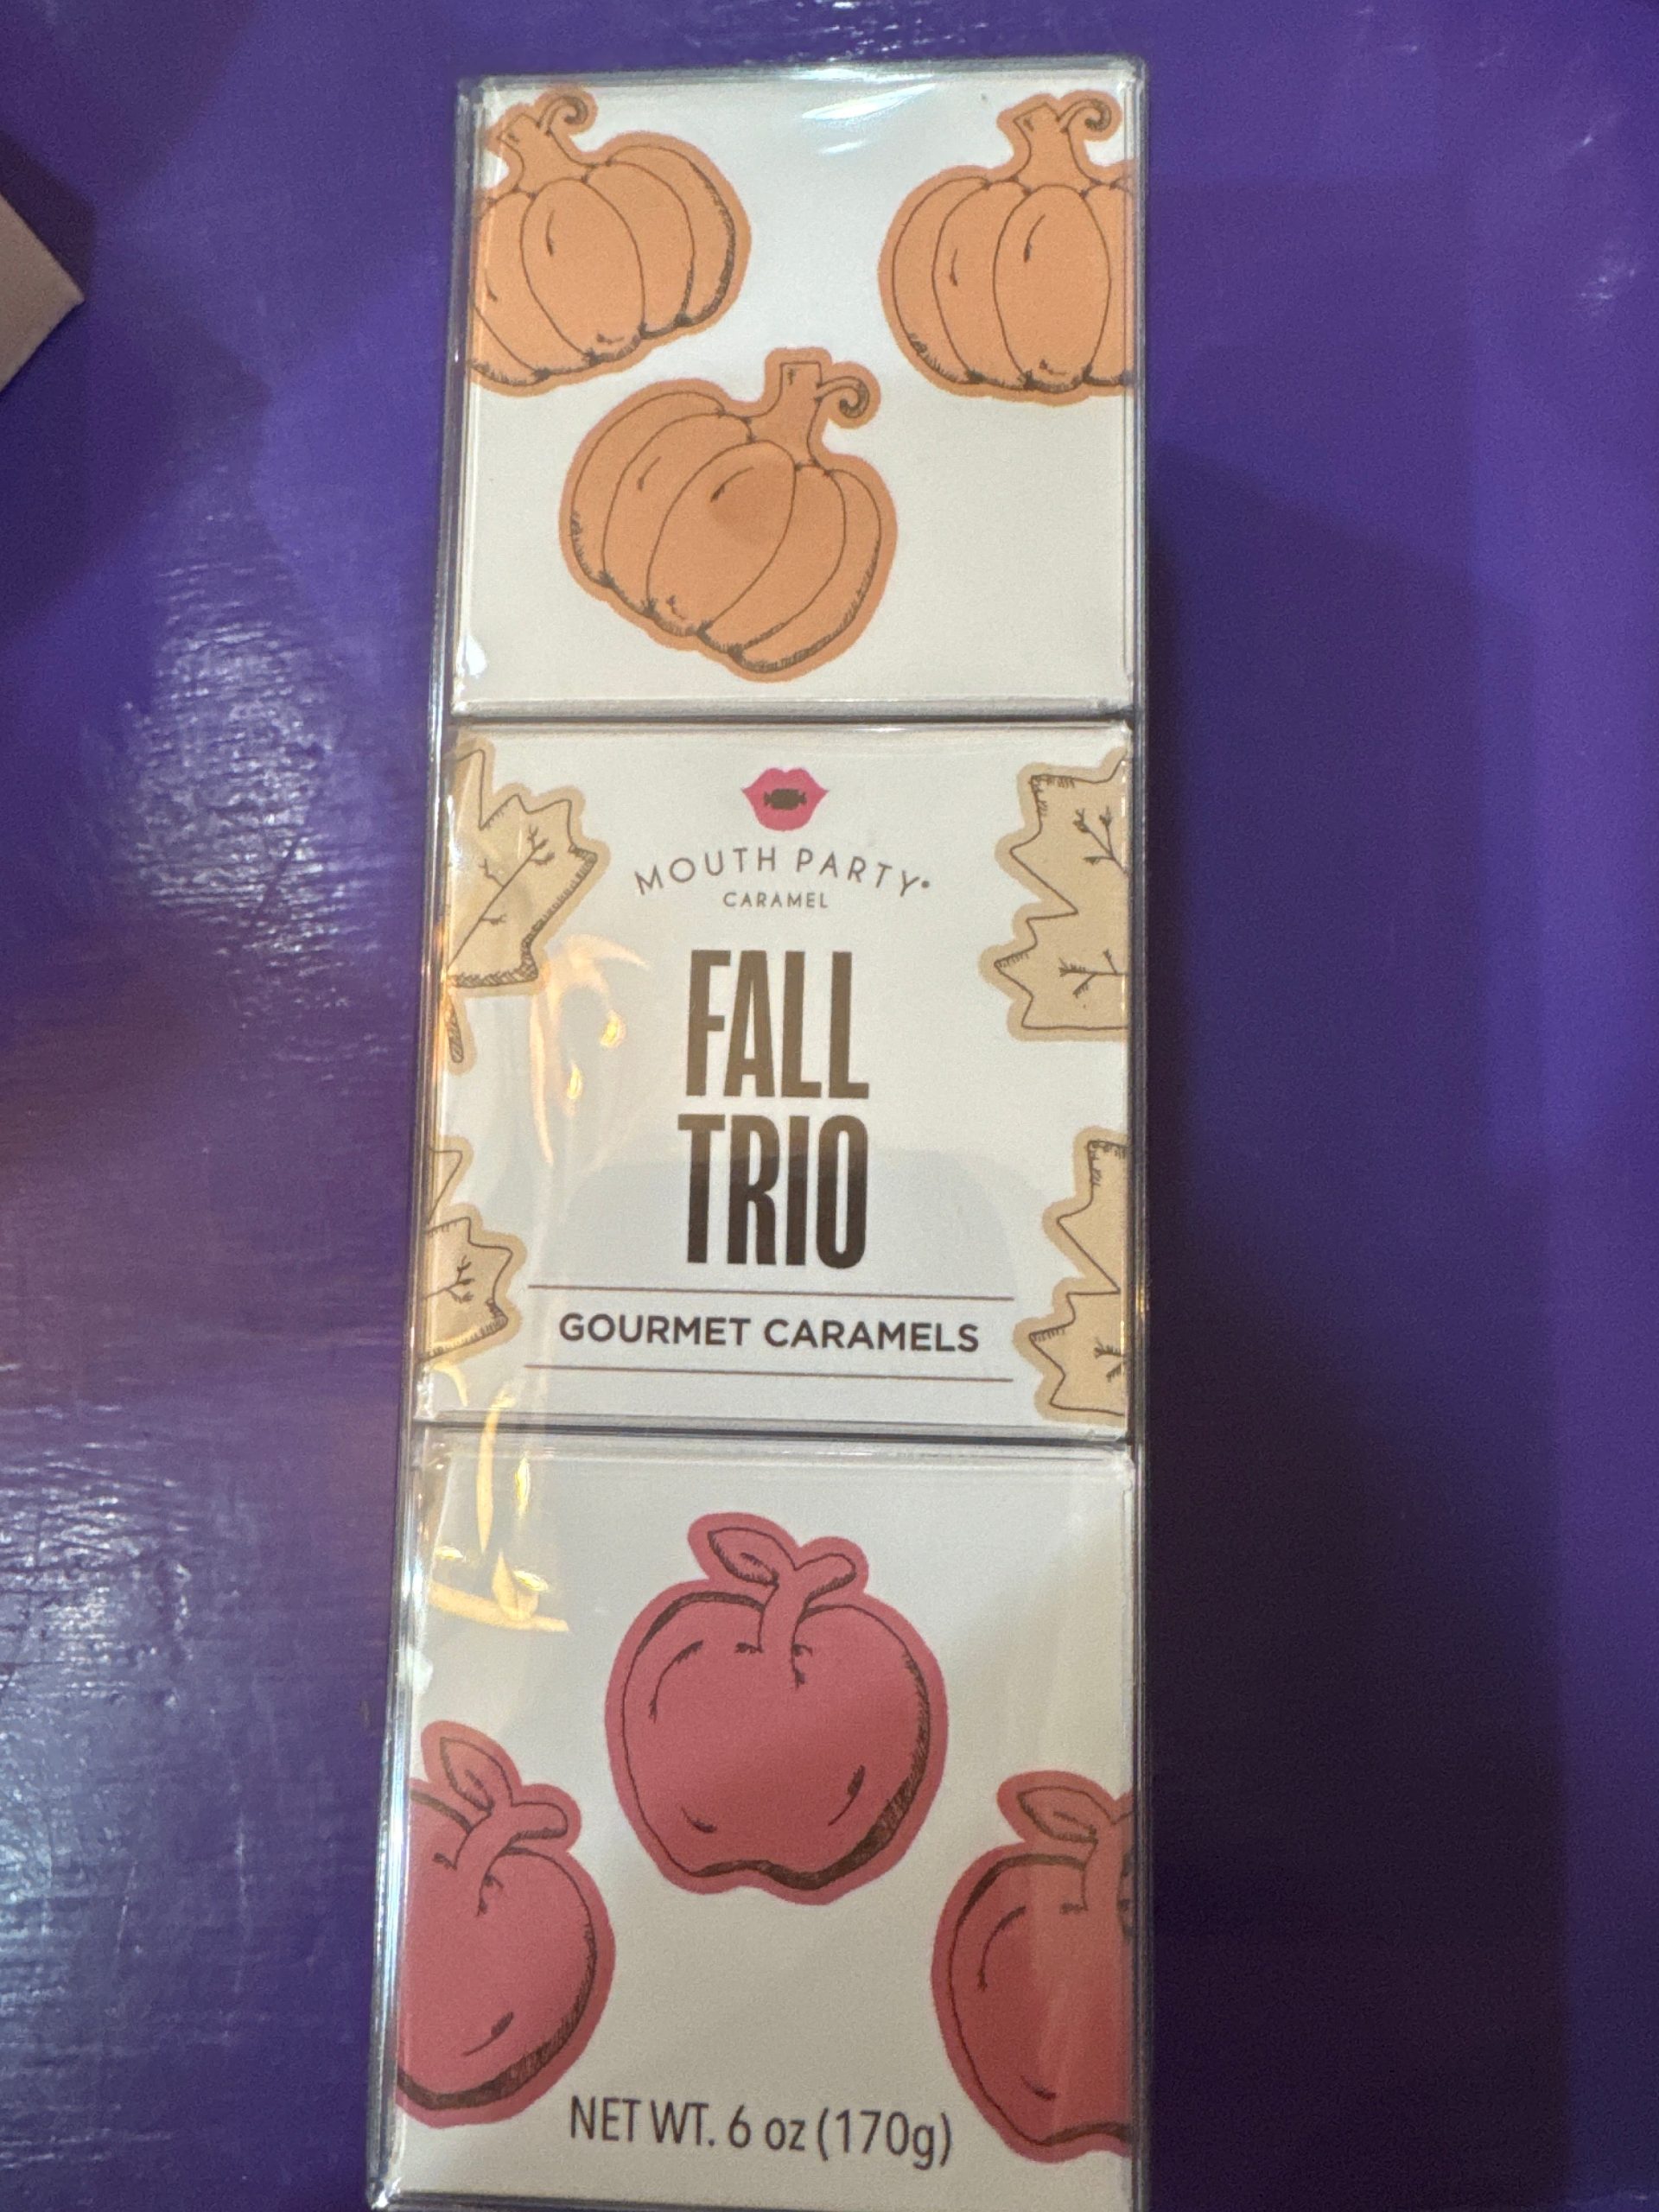 MOUTH PARTY®
CARAMEL
FALL
TRIO
GOURMET CARAMELS
NET WT. 6 oz (170g)